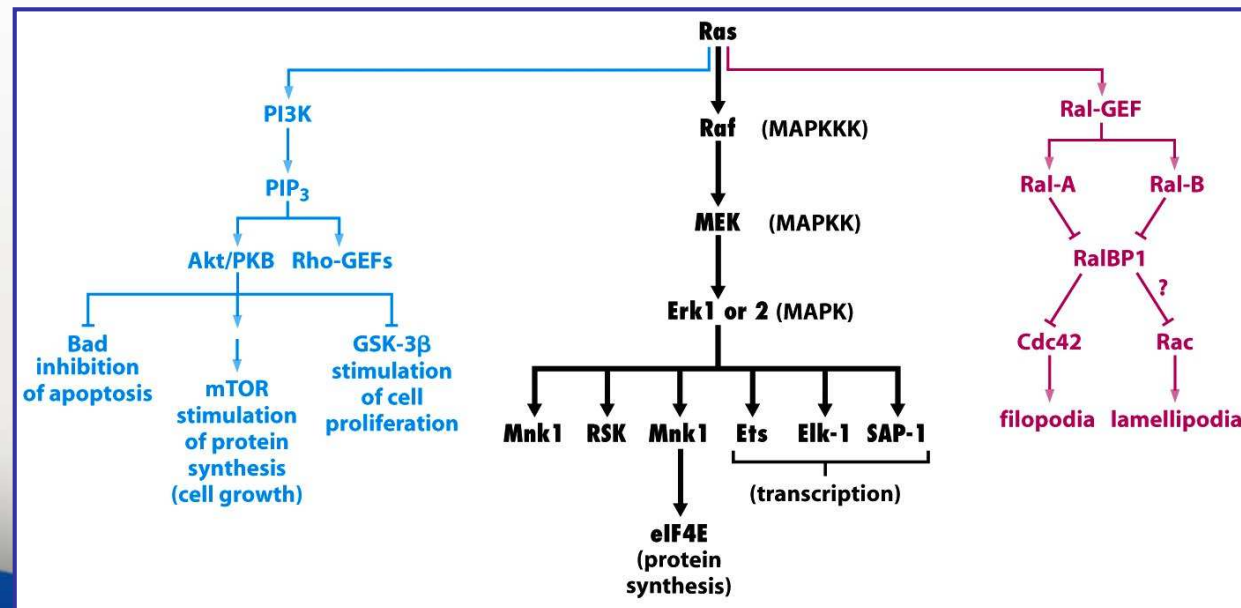 Ras
PI3K
PIP3
Akt/PKB Rho-GEFs
Bad
inhibition
of apoptosis
mTOR
stimulation
of protein
synthesis
(cell growth)
GSK-3β
stimulation
of cell
proliferation
Raf (MAPKKK)
MEK (MAPKK)
Erk1 or 2 (MAPK)
Mnk1 RSK Mnk1 Ets Elk-1 SAP-1
(transcription)
eIF4E
(protein
synthesis)
Ral-GEF
Ral-A Ral-B
RalBP1
?
Cdc42 Rac
filopodia lamellipodia